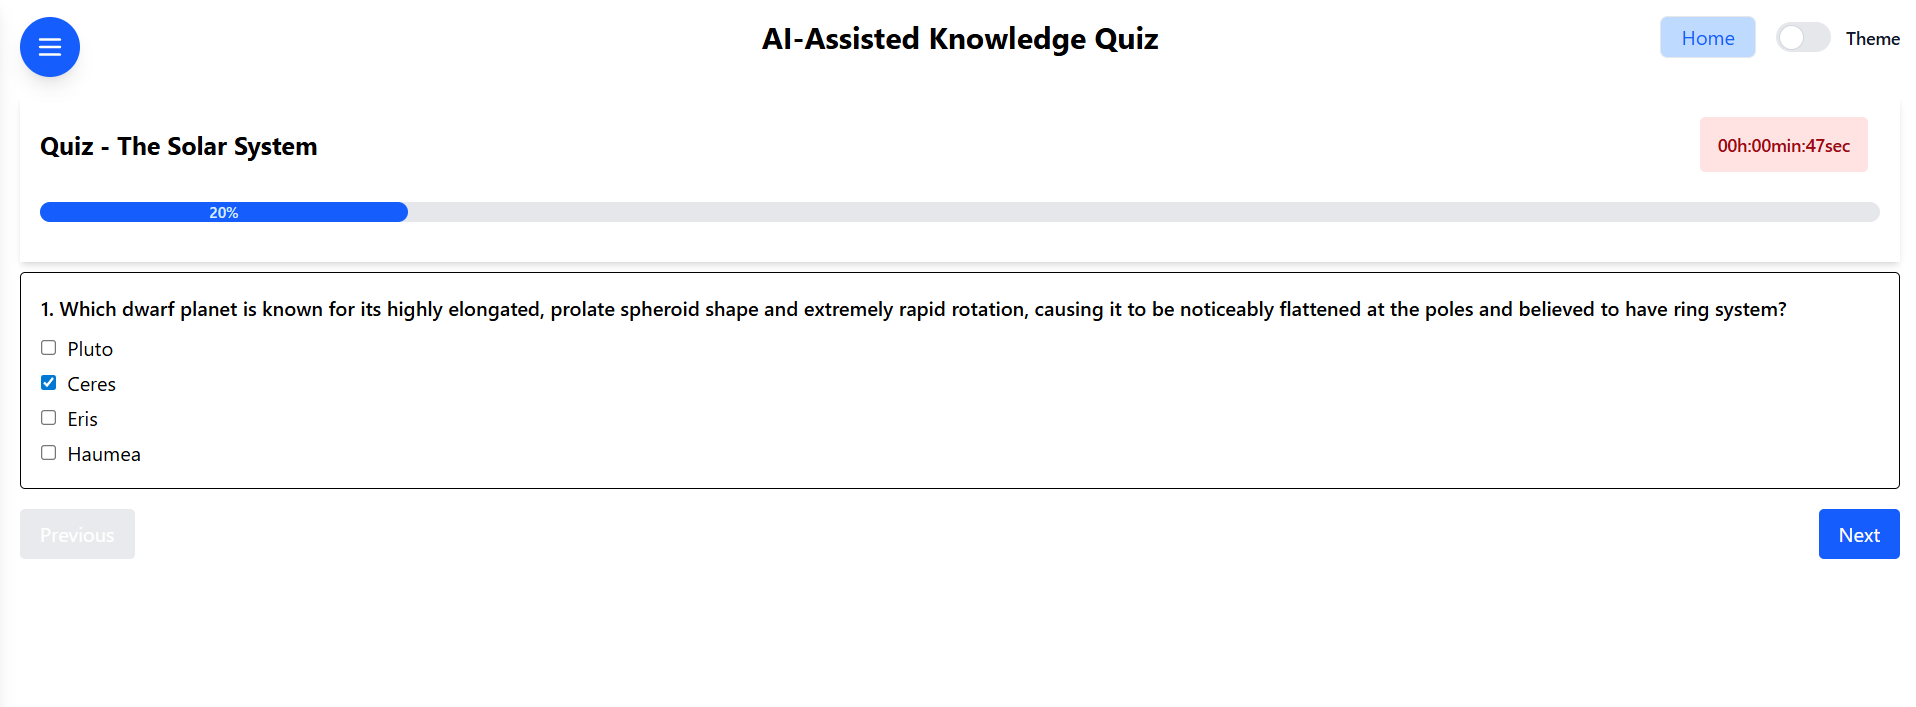 AI-Assisted Knowledge Quiz
Home
Theme
Quiz - The Solar System
00h:00min:47sec
20%
1. Which dwarf planet is known for its highly elongated, prolate spheroid shape and extremely rapid rotation, causing it to be noticeably flattened at the poles and believed to have ring system?
Pluto
Ceres
Eris
Haumea
Previous
Next